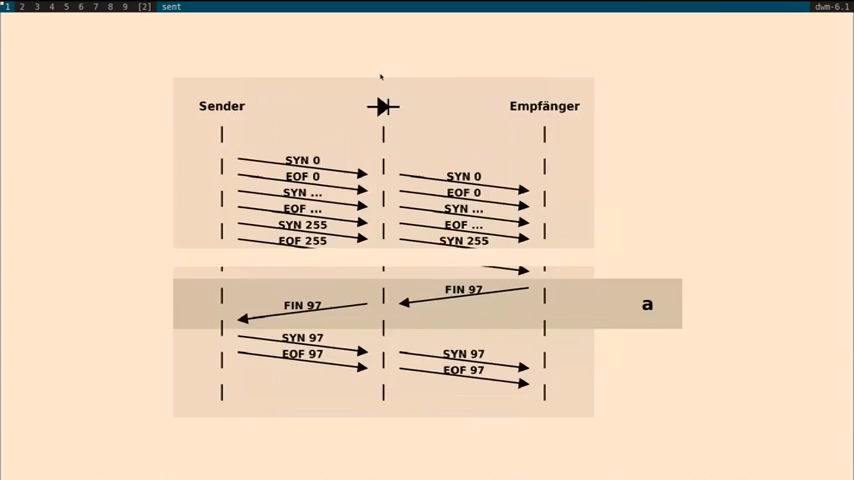 1 2 3 4 5 6 7 8 9 [2] sent dwm-6.1
Sender Empfänger
SYN 0
EOF 0 SYN 0
SYN ... EOF 0
EOF ... SYN ...
SYN 255 EOF ...
EOF 255 SYN 255
FIN 97
FIN 97 a
SYN 97
EOF 97 SYN 97
EOF 97